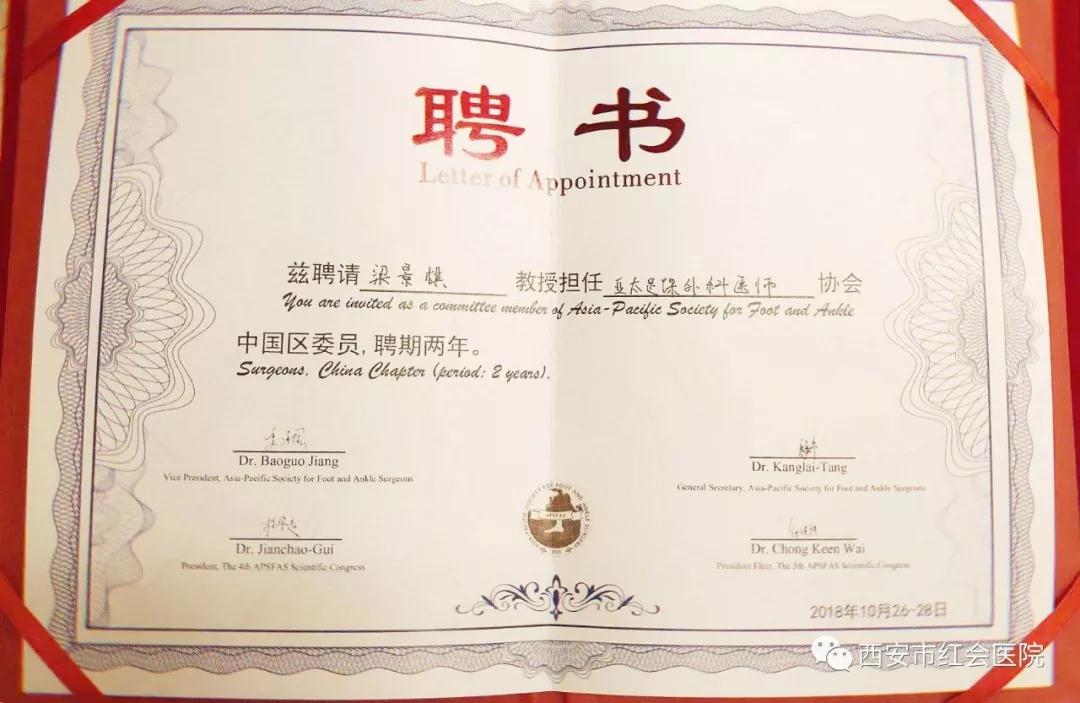 聘书
Letter of Appointment
兹聘请 梁景棋 教授担任 亚太足踝外科医师 协会
You are invited as a committee member of Asia-Pacific Society for Foot and Ankle
中国区委员, 聘期两年。
Surgeons, China Chapter (period: 2 years).
Dr. Baoguo Jiang
Vice President, Asia-Pacific Society for Foot and Ankle Surgeons
Dr. Kanglai-Tang
General Secretary, Asia-Pacific Society for Foot and Ankle Surgeons
Dr. Jianchao-Gui
President, The 4th APSFAS Scientific Congress
Dr. Chong Keen Wai
President Elect, The 5th APSFAS Scientific Congress
2018年10月26-28日
西安市红会医院